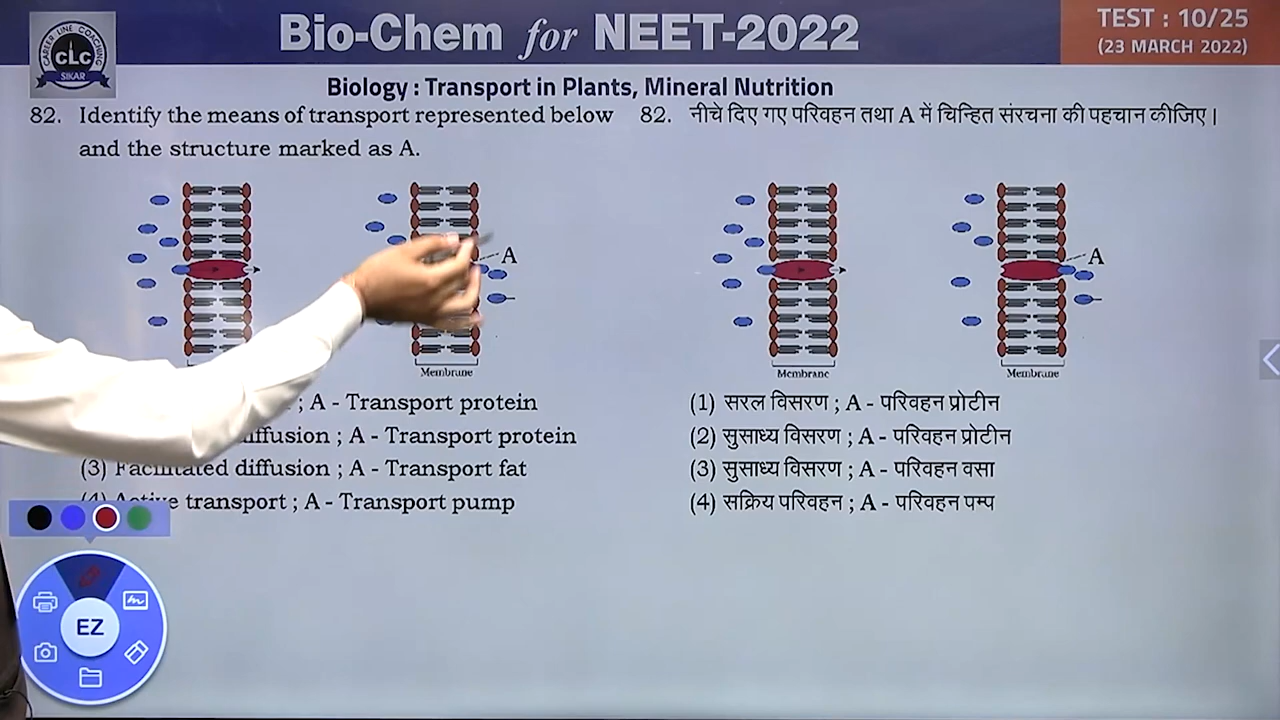 CAREER LINE COACHING
CLC
SIKAR
Bio-Chem for NEET-2022
TEST : 10/25
(23 MARCH 2022)
Biology : Transport in Plants, Mineral Nutrition
82. Identify the means of transport represented below
and the structure marked as A.
A
Membrune
; A - Transport protein
diffusion ; A - Transport protein
(3) Facilitated diffusion ; A - Transport fat
(4) Active transport ; A - Transport pump
82. नीचे दिए गए परिवहन तथा A में चिन्हित संरचना की पहचान कीजिए।
A
Membrane
Membrane
(1) सरल विसरण ; A - परिवहन प्रोटीन
(2) सुसाध्य विसरण ; A - परिवहन प्रोटीन
(3) सुसाध्य विसरण ; A - परिवहन वसा
(4) सक्रिय परिवहन ; A - परिवहन पम्प
EZ